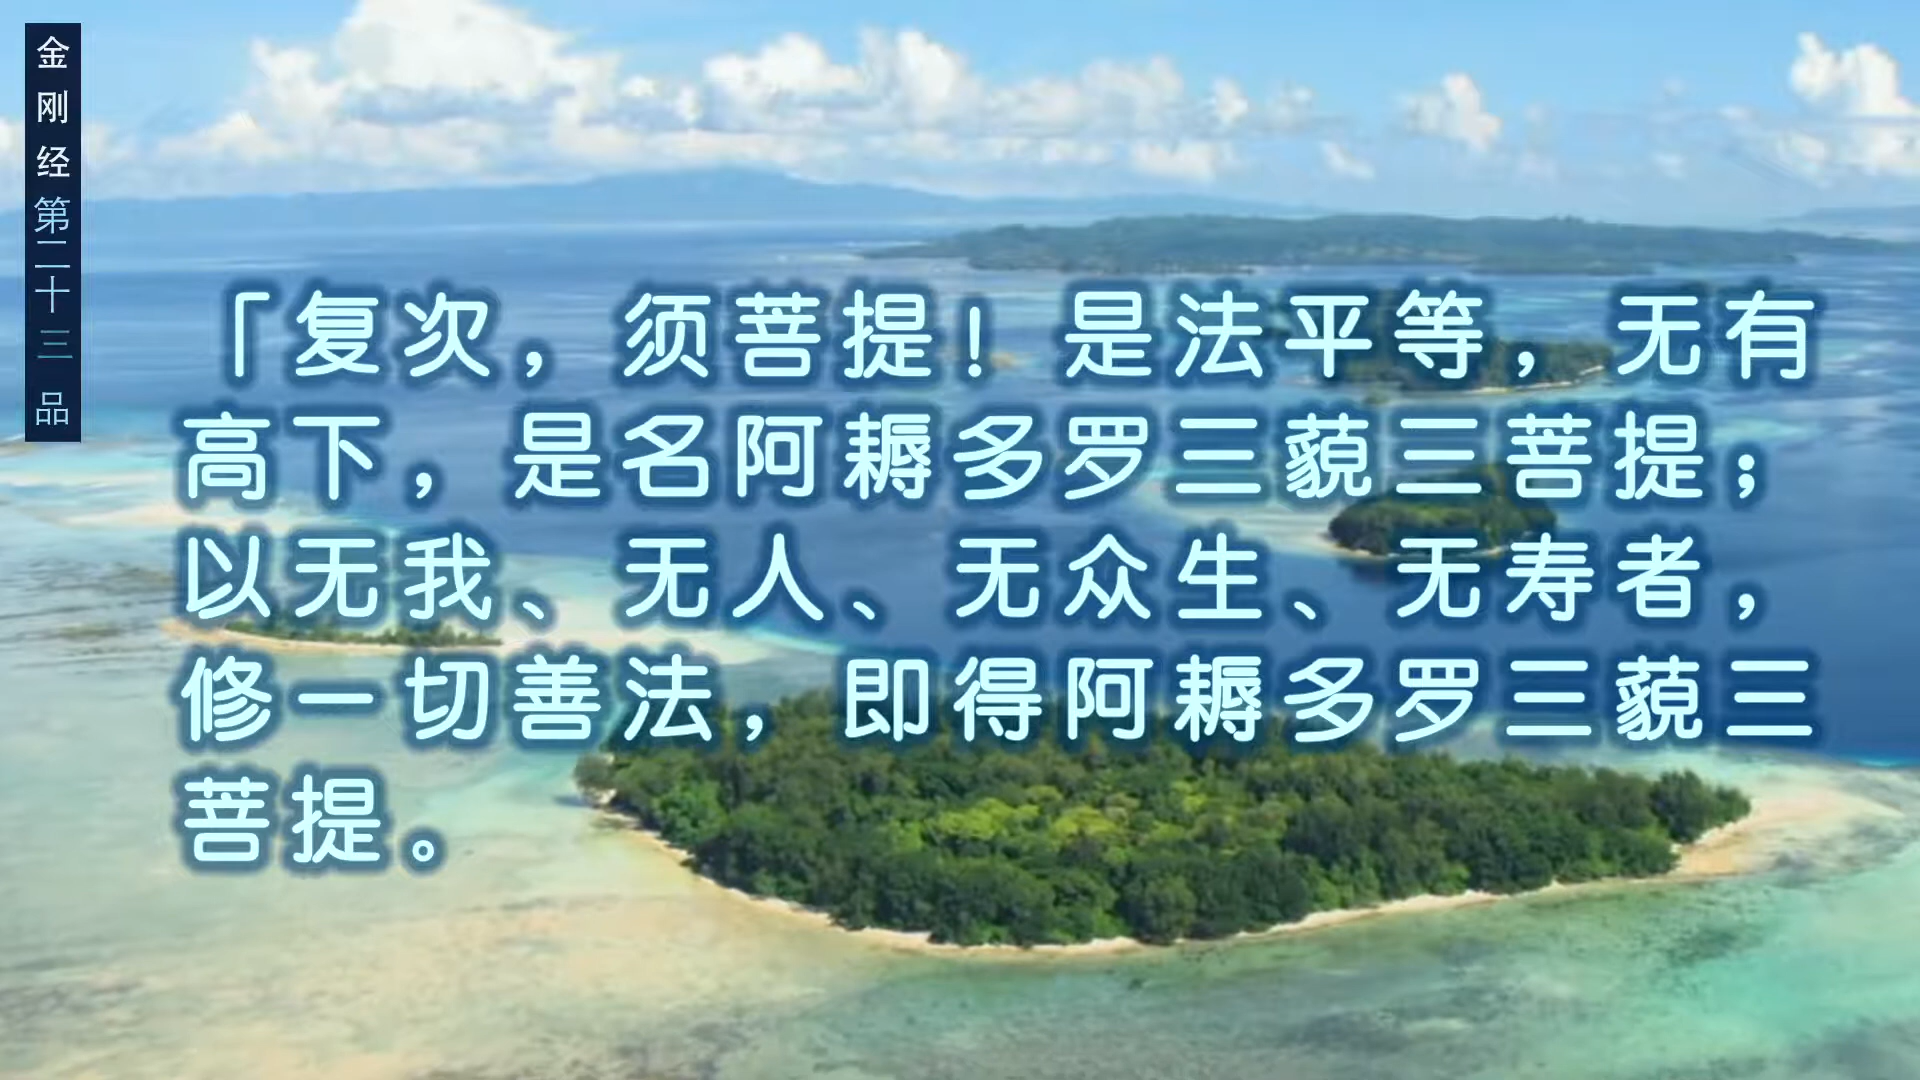 金刚经第二十三品
「复次，须菩提！是法平等，无有
高下，是名阿耨多罗三藐三菩提；
以无我、无人、无众生、无寿者，
修一切善法，即得阿耨多罗三藐三
菩提。